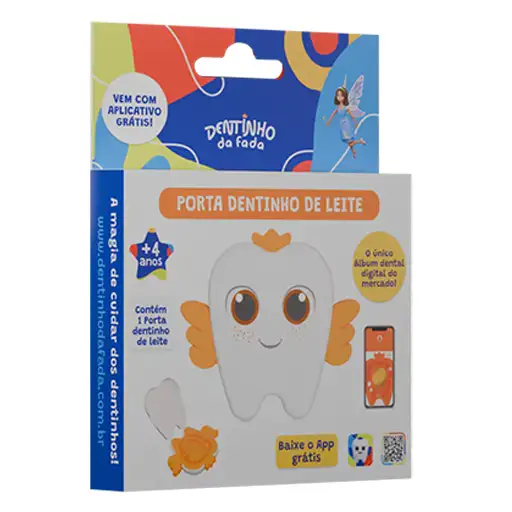 VEM COM
APLICATIVO
GRÁTIS!
DENTINHO
da fada
PORTA DENTINHO DE LEITE
+4
anos
Contém
1 Porta
dentinho
de leite
O único
Álbum dental
digital do
mercado!
Baixe o App
grátis
A magia de cuidar dos dentinhos!
www.dentinhodafada.com.br